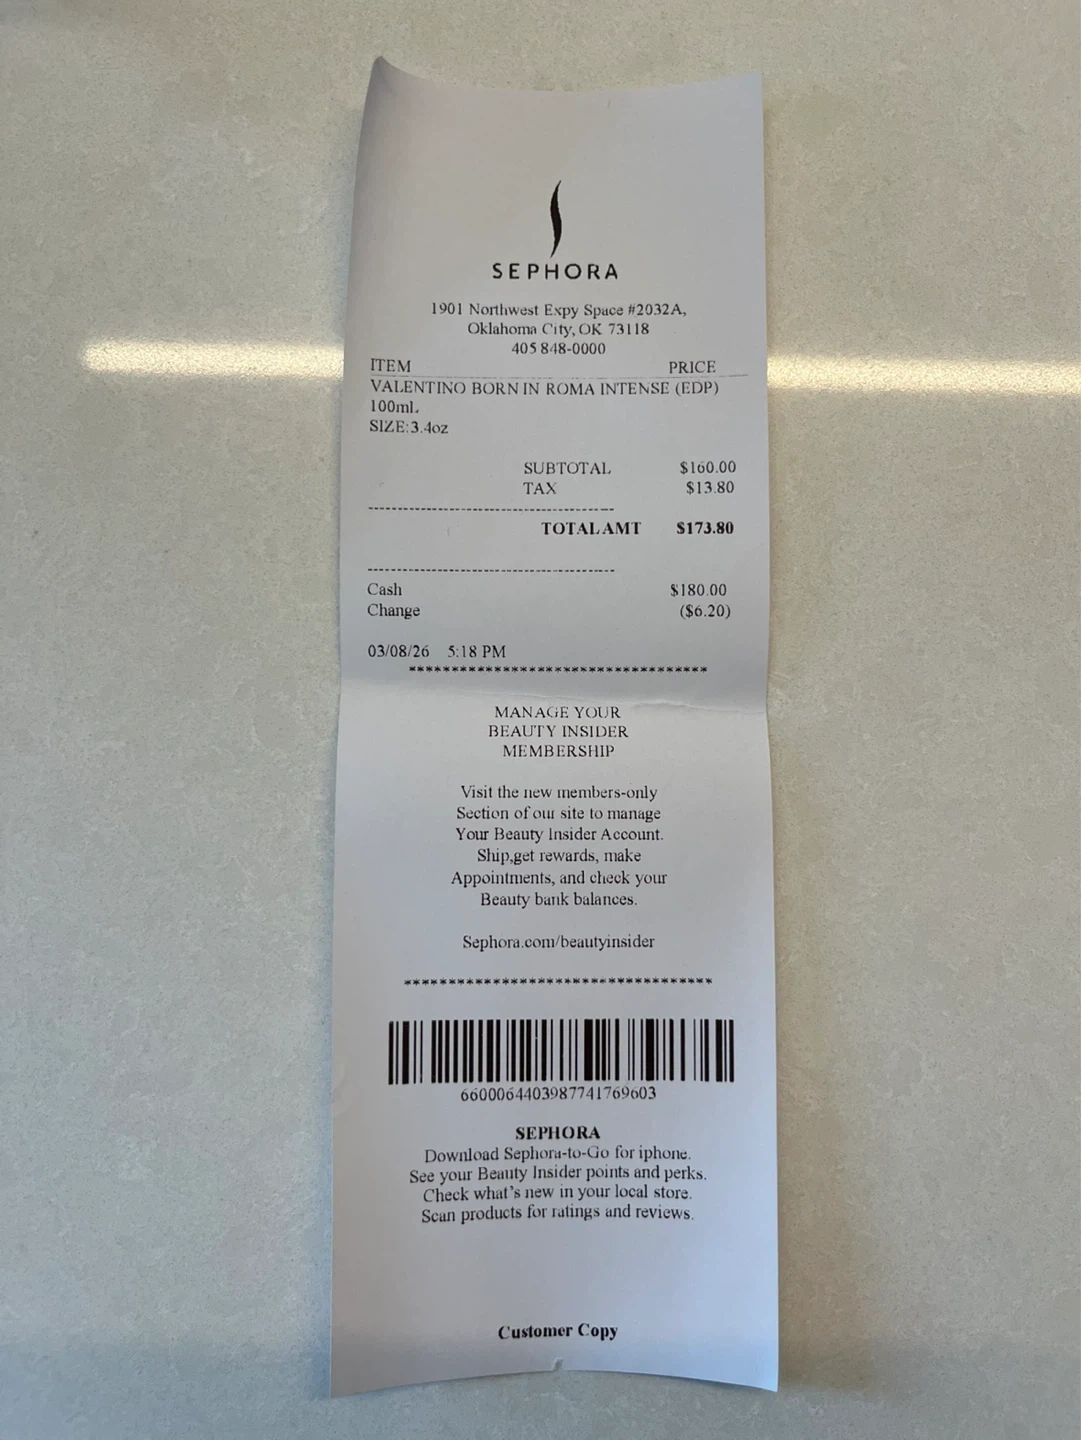 SEPHORA
1901 Northwest Expy Space #2032A,
Oklahoma City, OK 73118
405 848-0000
ITEM PRICE
VALENTINO BORN IN ROMA INTENSE (EDP)
100mL
SIZE:3.4oz
SUBTOTAL $160.00
TAX $13.80
---------------------------------------
TOTAL AMT $173.80
---------------------------------------
Cash $180.00
Change ($6.20)
03/08/26 5:18 PM
***********************************
MANAGE YOUR
BEAUTY INSIDER
MEMBERSHIP
Visit the new members-only
Section of our site to manage
Your Beauty Insider Account.
Ship,get rewards, make
Appointments, and check your
Beauty bank balances.
Sephora.com/beautyinsider
***********************************
6600064403987741769603
SEPHORA
Download Sephora-to-Go for iphone.
See your Beauty Insider points and perks.
Check what's new in your local store.
Scan products for ratings and reviews.
Customer Copy